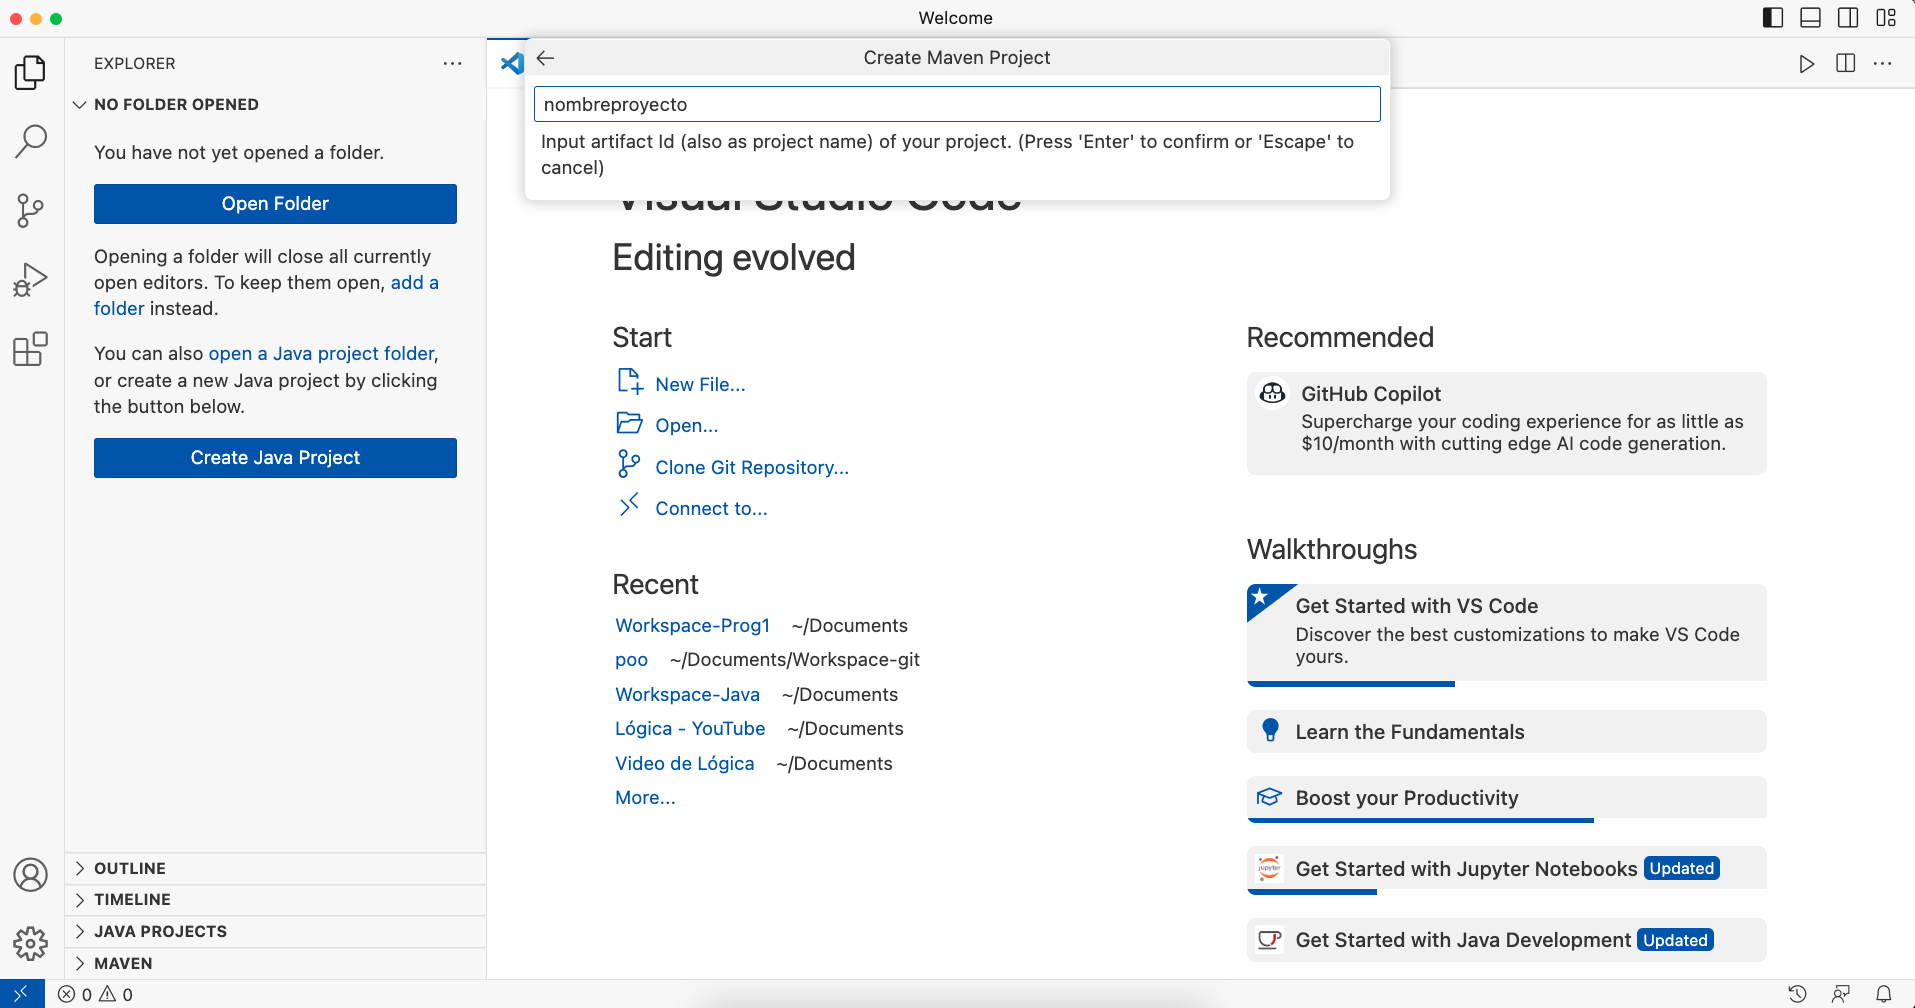 Welcome
EXPLORER
NO FOLDER OPENED
You have not yet opened a folder.
Open Folder
Opening a folder will close all currently
open editors. To keep them open, add a
folder instead.
You can also open a Java project folder,
or create a new Java project by clicking
the button below.
Create Java Project
OUTLINE
TIMELINE
JAVA PROJECTS
MAVEN
Create Maven Project
nombreproyecto
Input artifact Id (also as project name) of your project. (Press 'Enter' to confirm or 'Escape' to
cancel)
Visual Studio Code
Editing evolved
Start
New File...
Open...
Clone Git Repository...
Connect to...
Recent
Workspace-Prog1 ~/Documents
poo ~/Documents/Workspace-git
Workspace-Java ~/Documents
Lógica - YouTube ~/Documents
Video de Lógica ~/Documents
More...
Recommended
GitHub Copilot
Supercharge your coding experience for as little as
$10/month with cutting edge AI code generation.
Walkthroughs
Get Started with VS Code
Discover the best customizations to make VS Code
yours.
Learn the Fundamentals
Boost your Productivity
jupyter
Get Started with Jupyter Notebooks Updated
Get Started with Java Development Updated
0 0